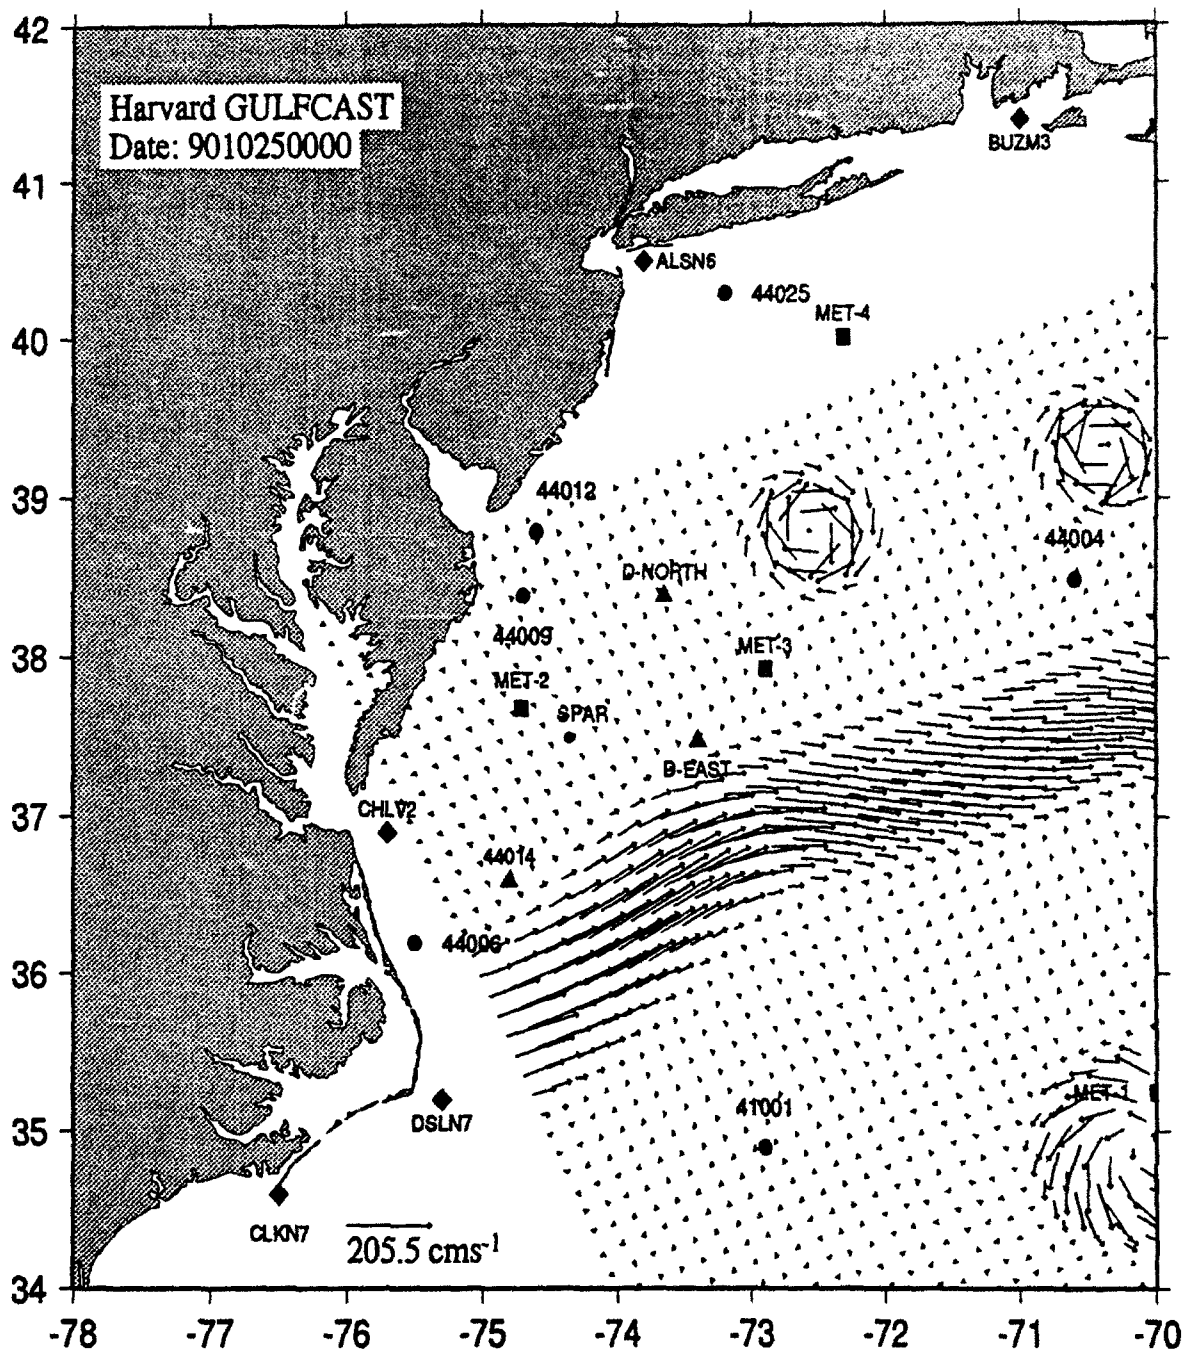 42
41
40
39
38
37
36
35
34
Harvard GULFCAST
Date: 9010250000
BUZM3
ALSN6
44025
MET-4
44012
44004
D-NORTH
44009
MET-3
MET-2
SPAR
D-EAST
CHLV2
44014
44006
MET-1
41001
DSLN7
CLKN7
205.5 cms-1
-78 -77 -76 -75 -74 -73 -72 -71 -70